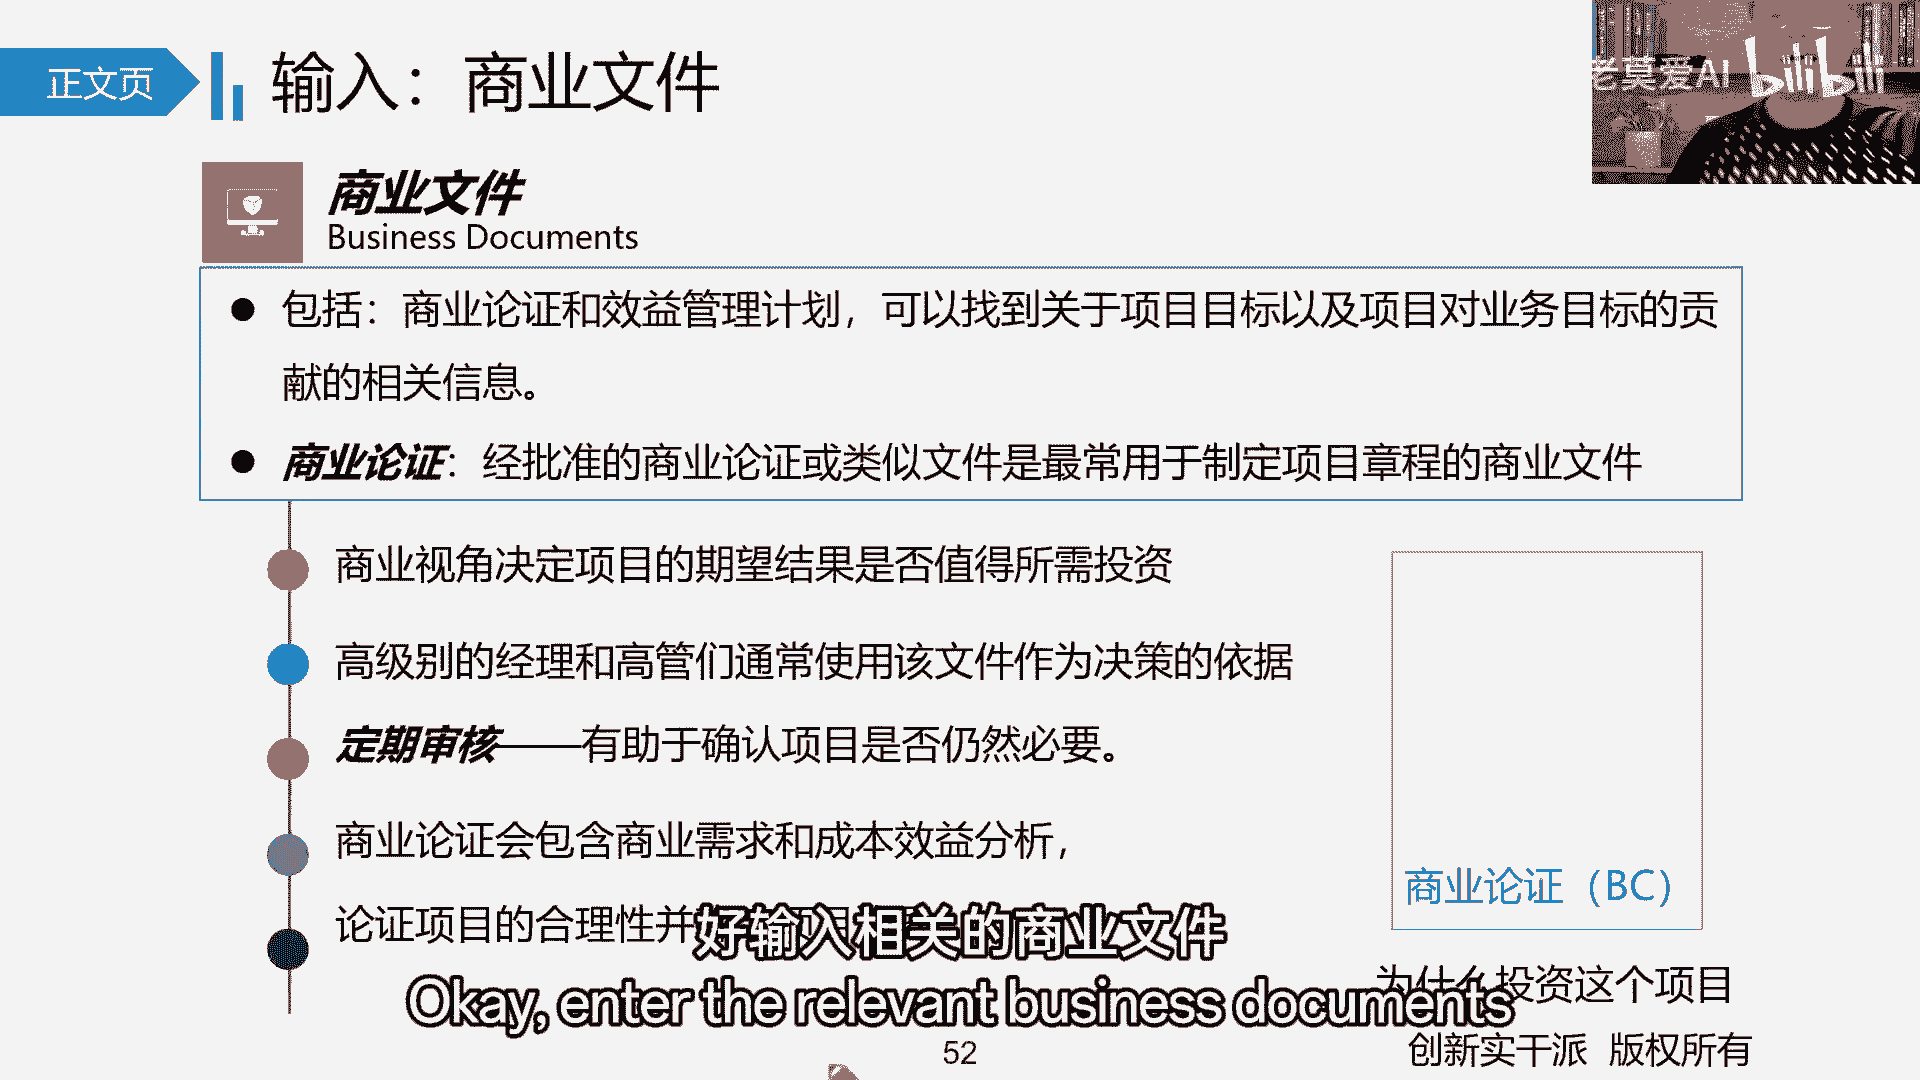 正文页
输入：商业文件
老莫爱AI bilibili
商业文件
Business Documents
包括：商业论证和效益管理计划，可以找到关于项目目标以及项目对业务目标的贡
献的相关信息。
商业论证：经批准的商业论证或类似文件是最常用于制定项目章程的商业文件
商业视角决定项目的期望结果是否值得所需投资
高级别的经理和高管们通常使用该文件作为决策的依据
定期审核——有助于确认项目是否仍然必要。
商业论证会包含商业需求和成本效益分析，
论证项目的合理性并
商业论证（BC）
为什么投资这个项目
好输入相关的商业文件
Okay, enter the relevant business documents
52
创新实干派 版权所有